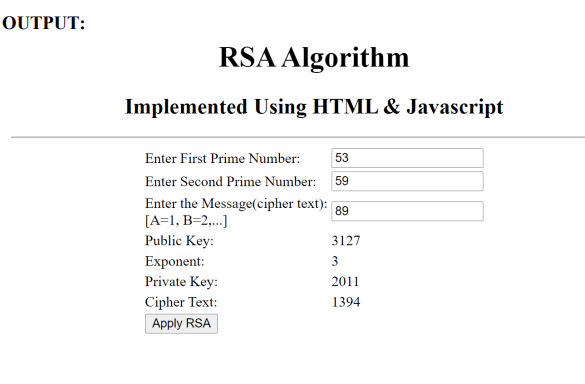 OUTPUT:
RSA Algorithm
Implemented Using HTML & Javascript
Enter First Prime Number: 53
Enter Second Prime Number: 59
Enter the Message(cipher text): 89
[A=1, B=2,...]
Public Key: 3127
Exponent: 3
Private Key: 2011
Cipher Text: 1394
Apply RSA